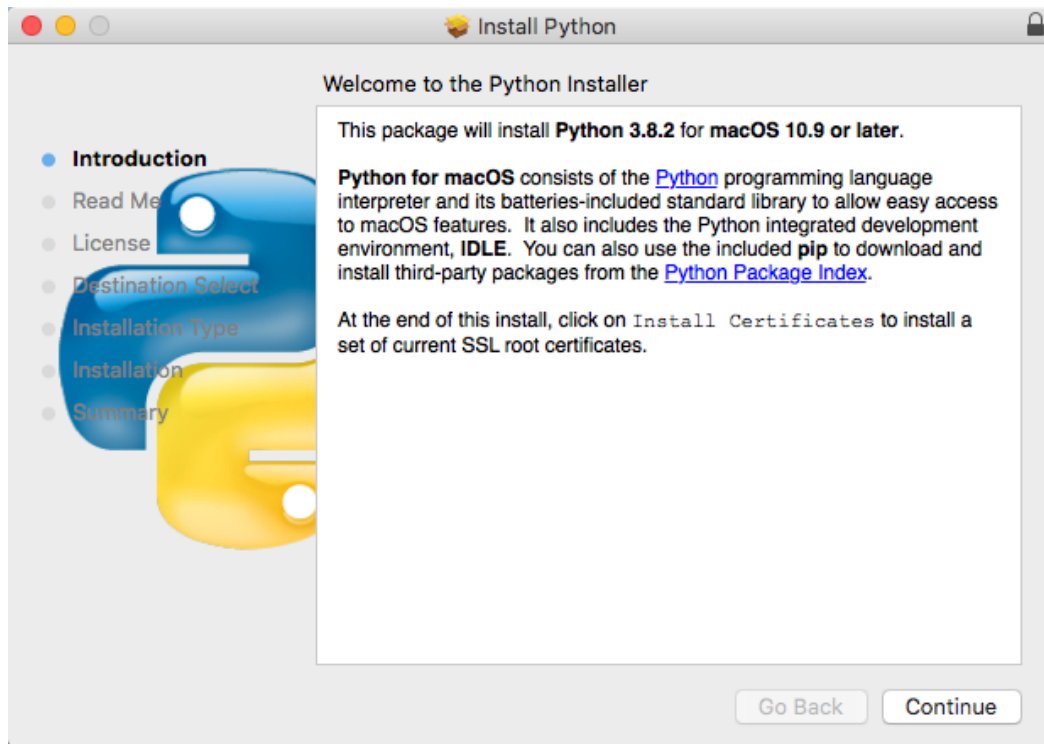 Install Python
Welcome to the Python Installer
Introduction
Read Me
License
Destination Select
Installation Type
Installation
Summary
This package will install Python 3.8.2 for macOS 10.9 or later.
Python for macOS consists of the Python programming language
interpreter and its batteries-included standard library to allow easy access
to macOS features.  It also includes the Python integrated development
environment, IDLE.  You can also use the included pip to download and
install third-party packages from the Python Package Index.
At the end of this install, click on Install Certificates to install a
set of current SSL root certificates.
Go Back
Continue